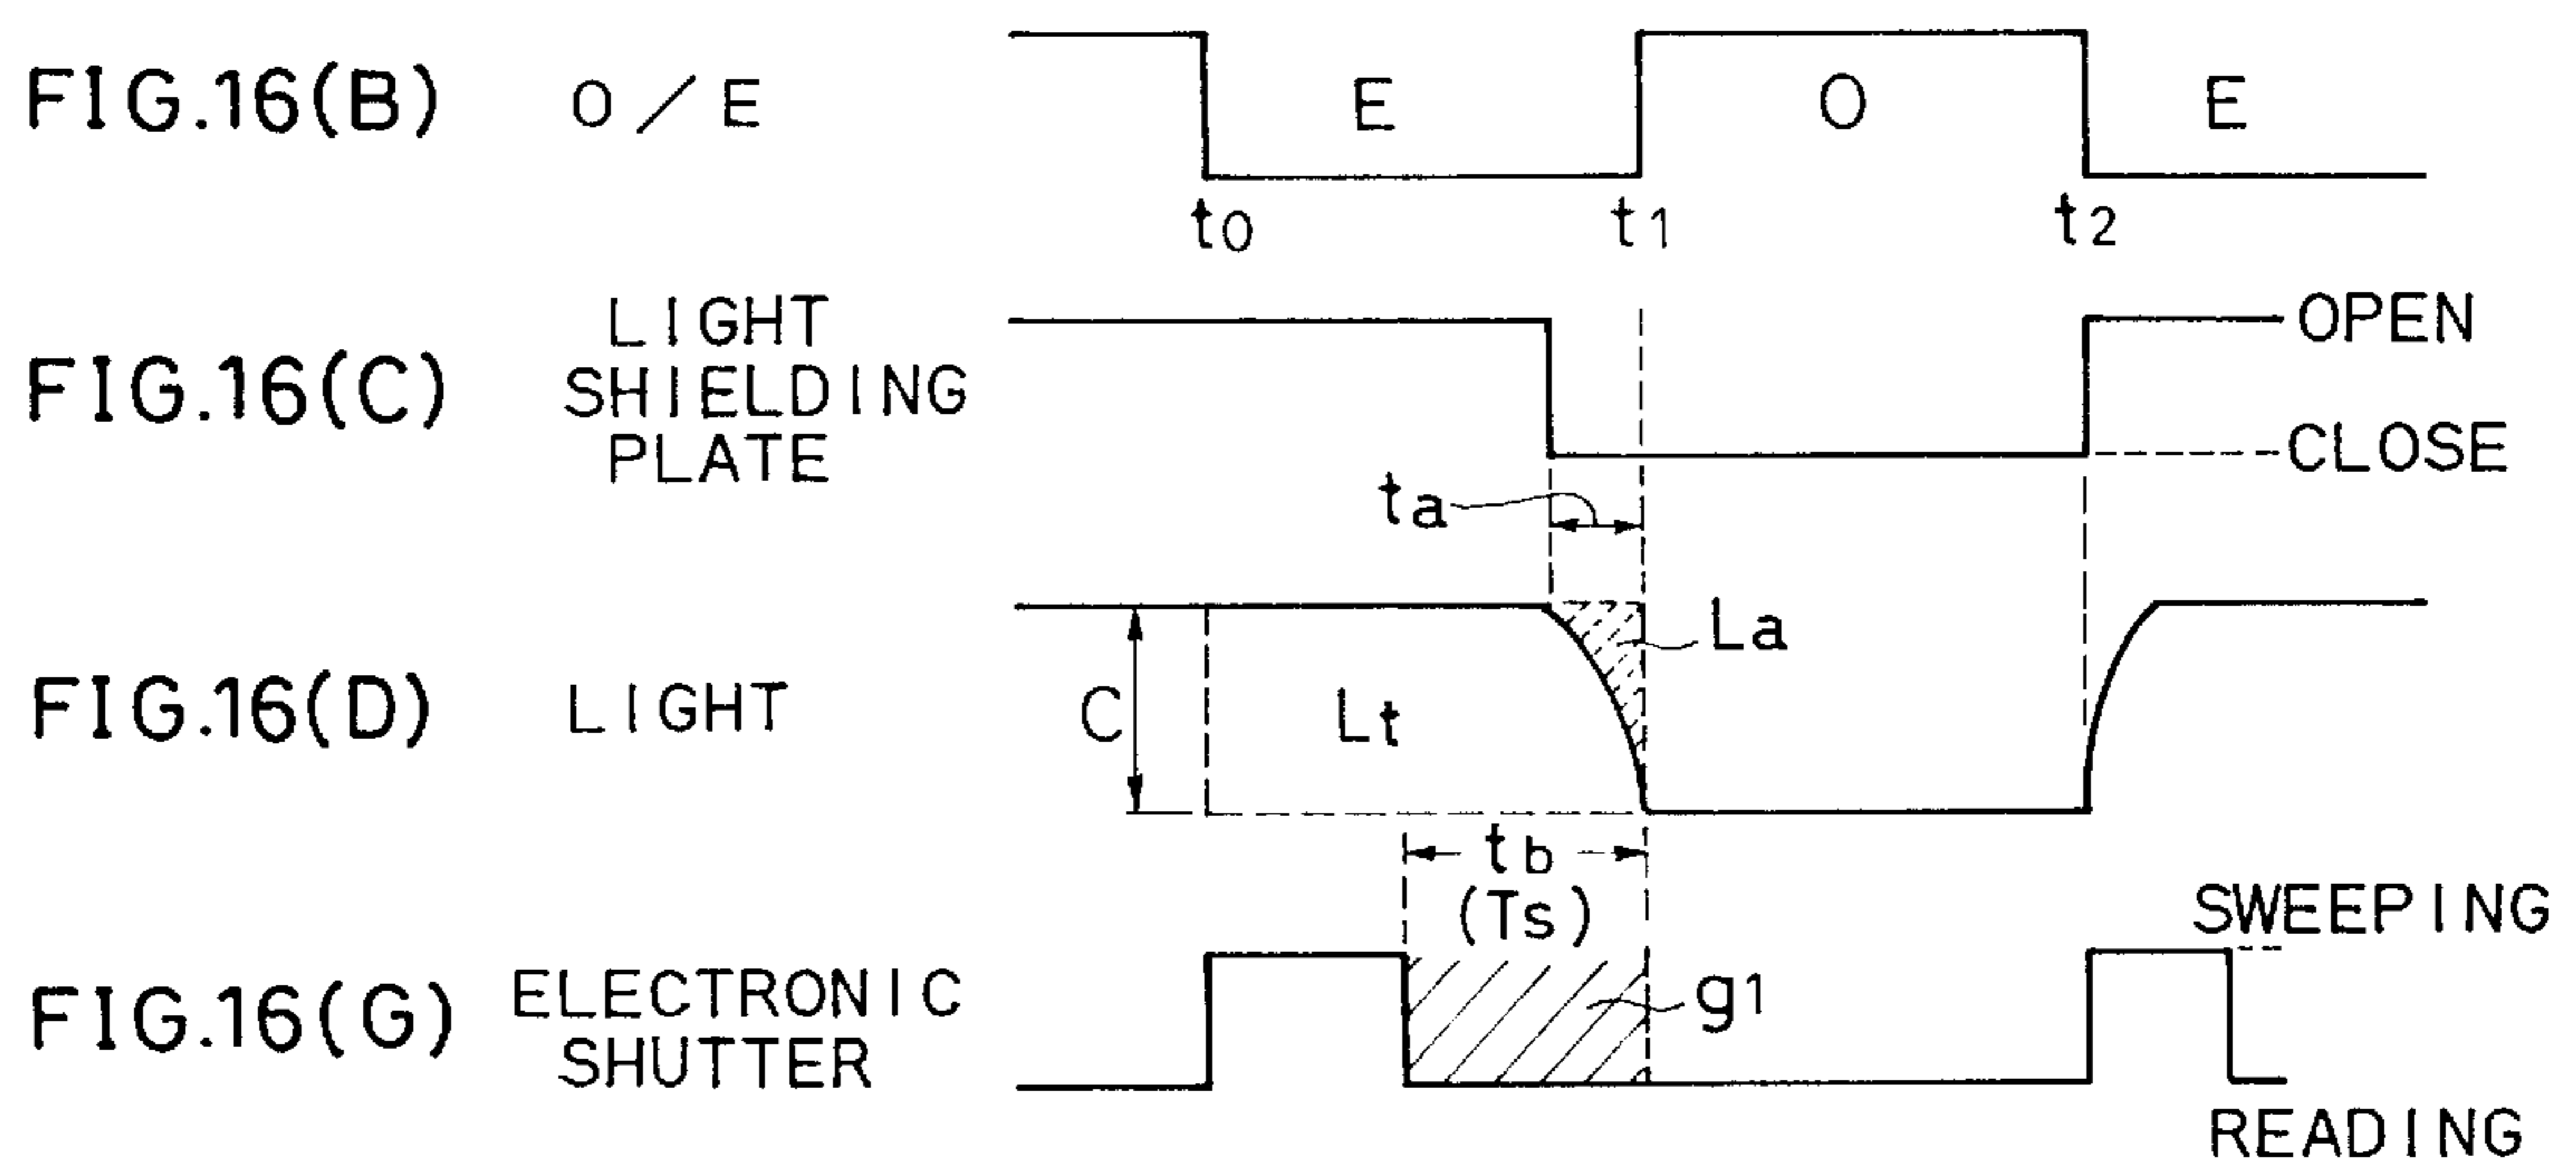 FIG.16(B) O/E E O E
t0 t1 t2
LIGHT OPEN
FIG.16(C) SHIELDING
PLATE CLOSE
ta
La
FIG.16(D) LIGHT C Lt
tb
(Ts) SWEEPING
FIG.16(G) ELECTRONIC g1
SHUTTER
READING